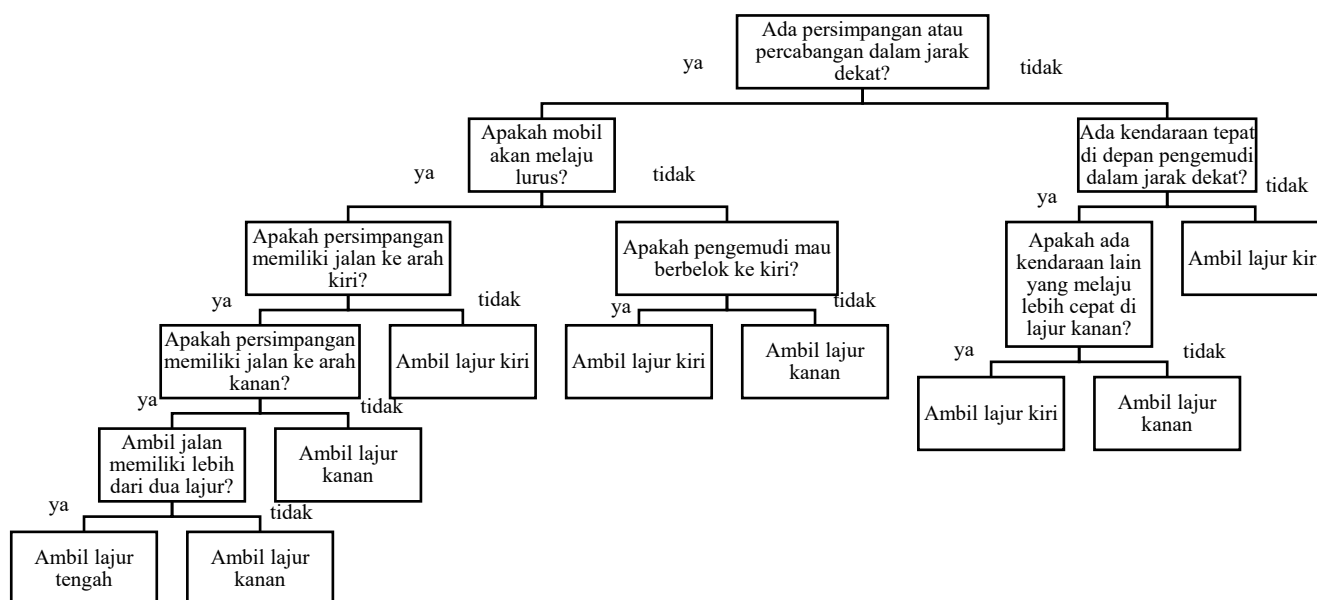 Ada persimpangan atau
percabangan dalam jarak
dekat?
ya
tidak
Apakah mobil
akan melaju
lurus?
ya
tidak
Ada kendaraan tepat
di depan pengemudi
dalam jarak dekat?
ya
tidak
Apakah persimpangan
memiliki jalan ke arah
kiri?
ya
tidak
Apakah pengemudi mau
berbelok ke kiri?
ya
tidak
Apakah ada
kendaraan lain
yang melaju
lebih cepat di
lajur kanan?
ya
tidak
Ambil lajur kiri
Apakah persimpangan
memiliki jalan ke arah
kanan?
ya
tidak
Ambil lajur kiri
Ambil lajur kiri
Ambil lajur
kanan
Ambil lajur kiri
Ambil lajur
kanan
Ambil jalan
memiliki lebih
dari dua lajur?
ya
tidak
Ambil lajur
kanan
Ambil lajur
tengah
Ambil lajur
kanan